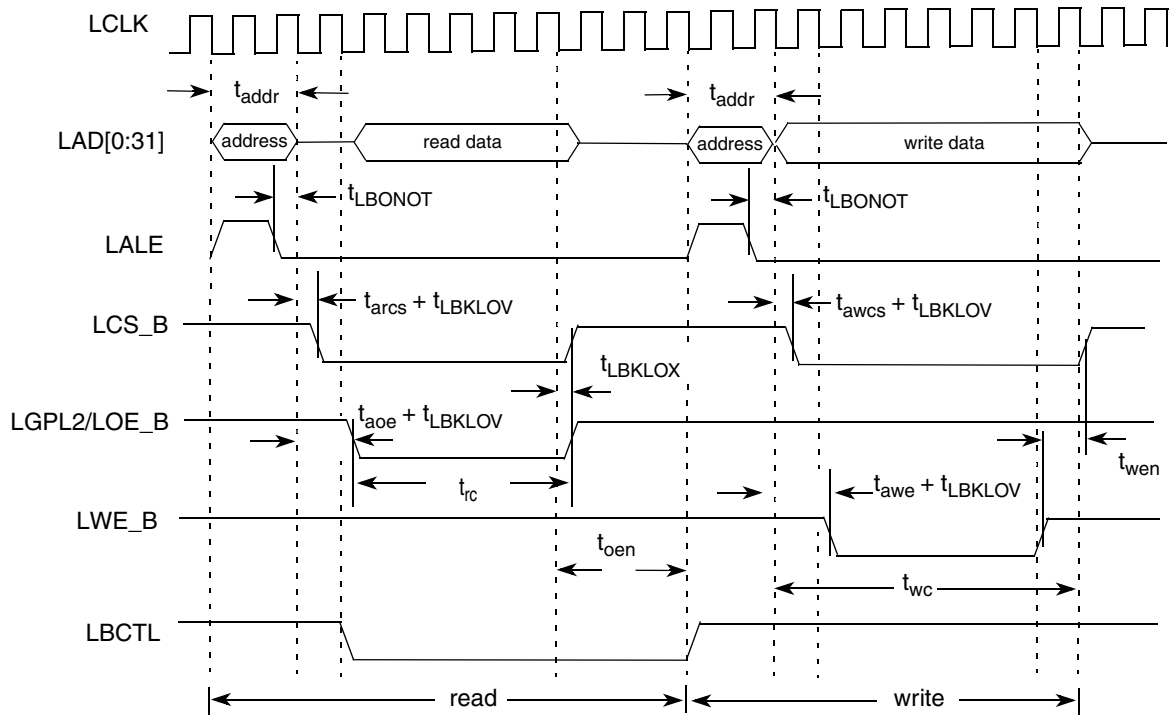 LCLK
t_addr t_addr
LAD[0:31] address read data address write data
t_LBONOT t_LBONOT
LALE
t_arcs + t_LBKLOV t_awcs + t_LBKLOV
LCS_B
t_LBKLOX
t_aoe + t_LBKLOV
LGPL2/LOE_B
t_wen
t_rc t_awe + t_LBKLOV
LWE_B
t_oen
t_wc
LBCTL
read write